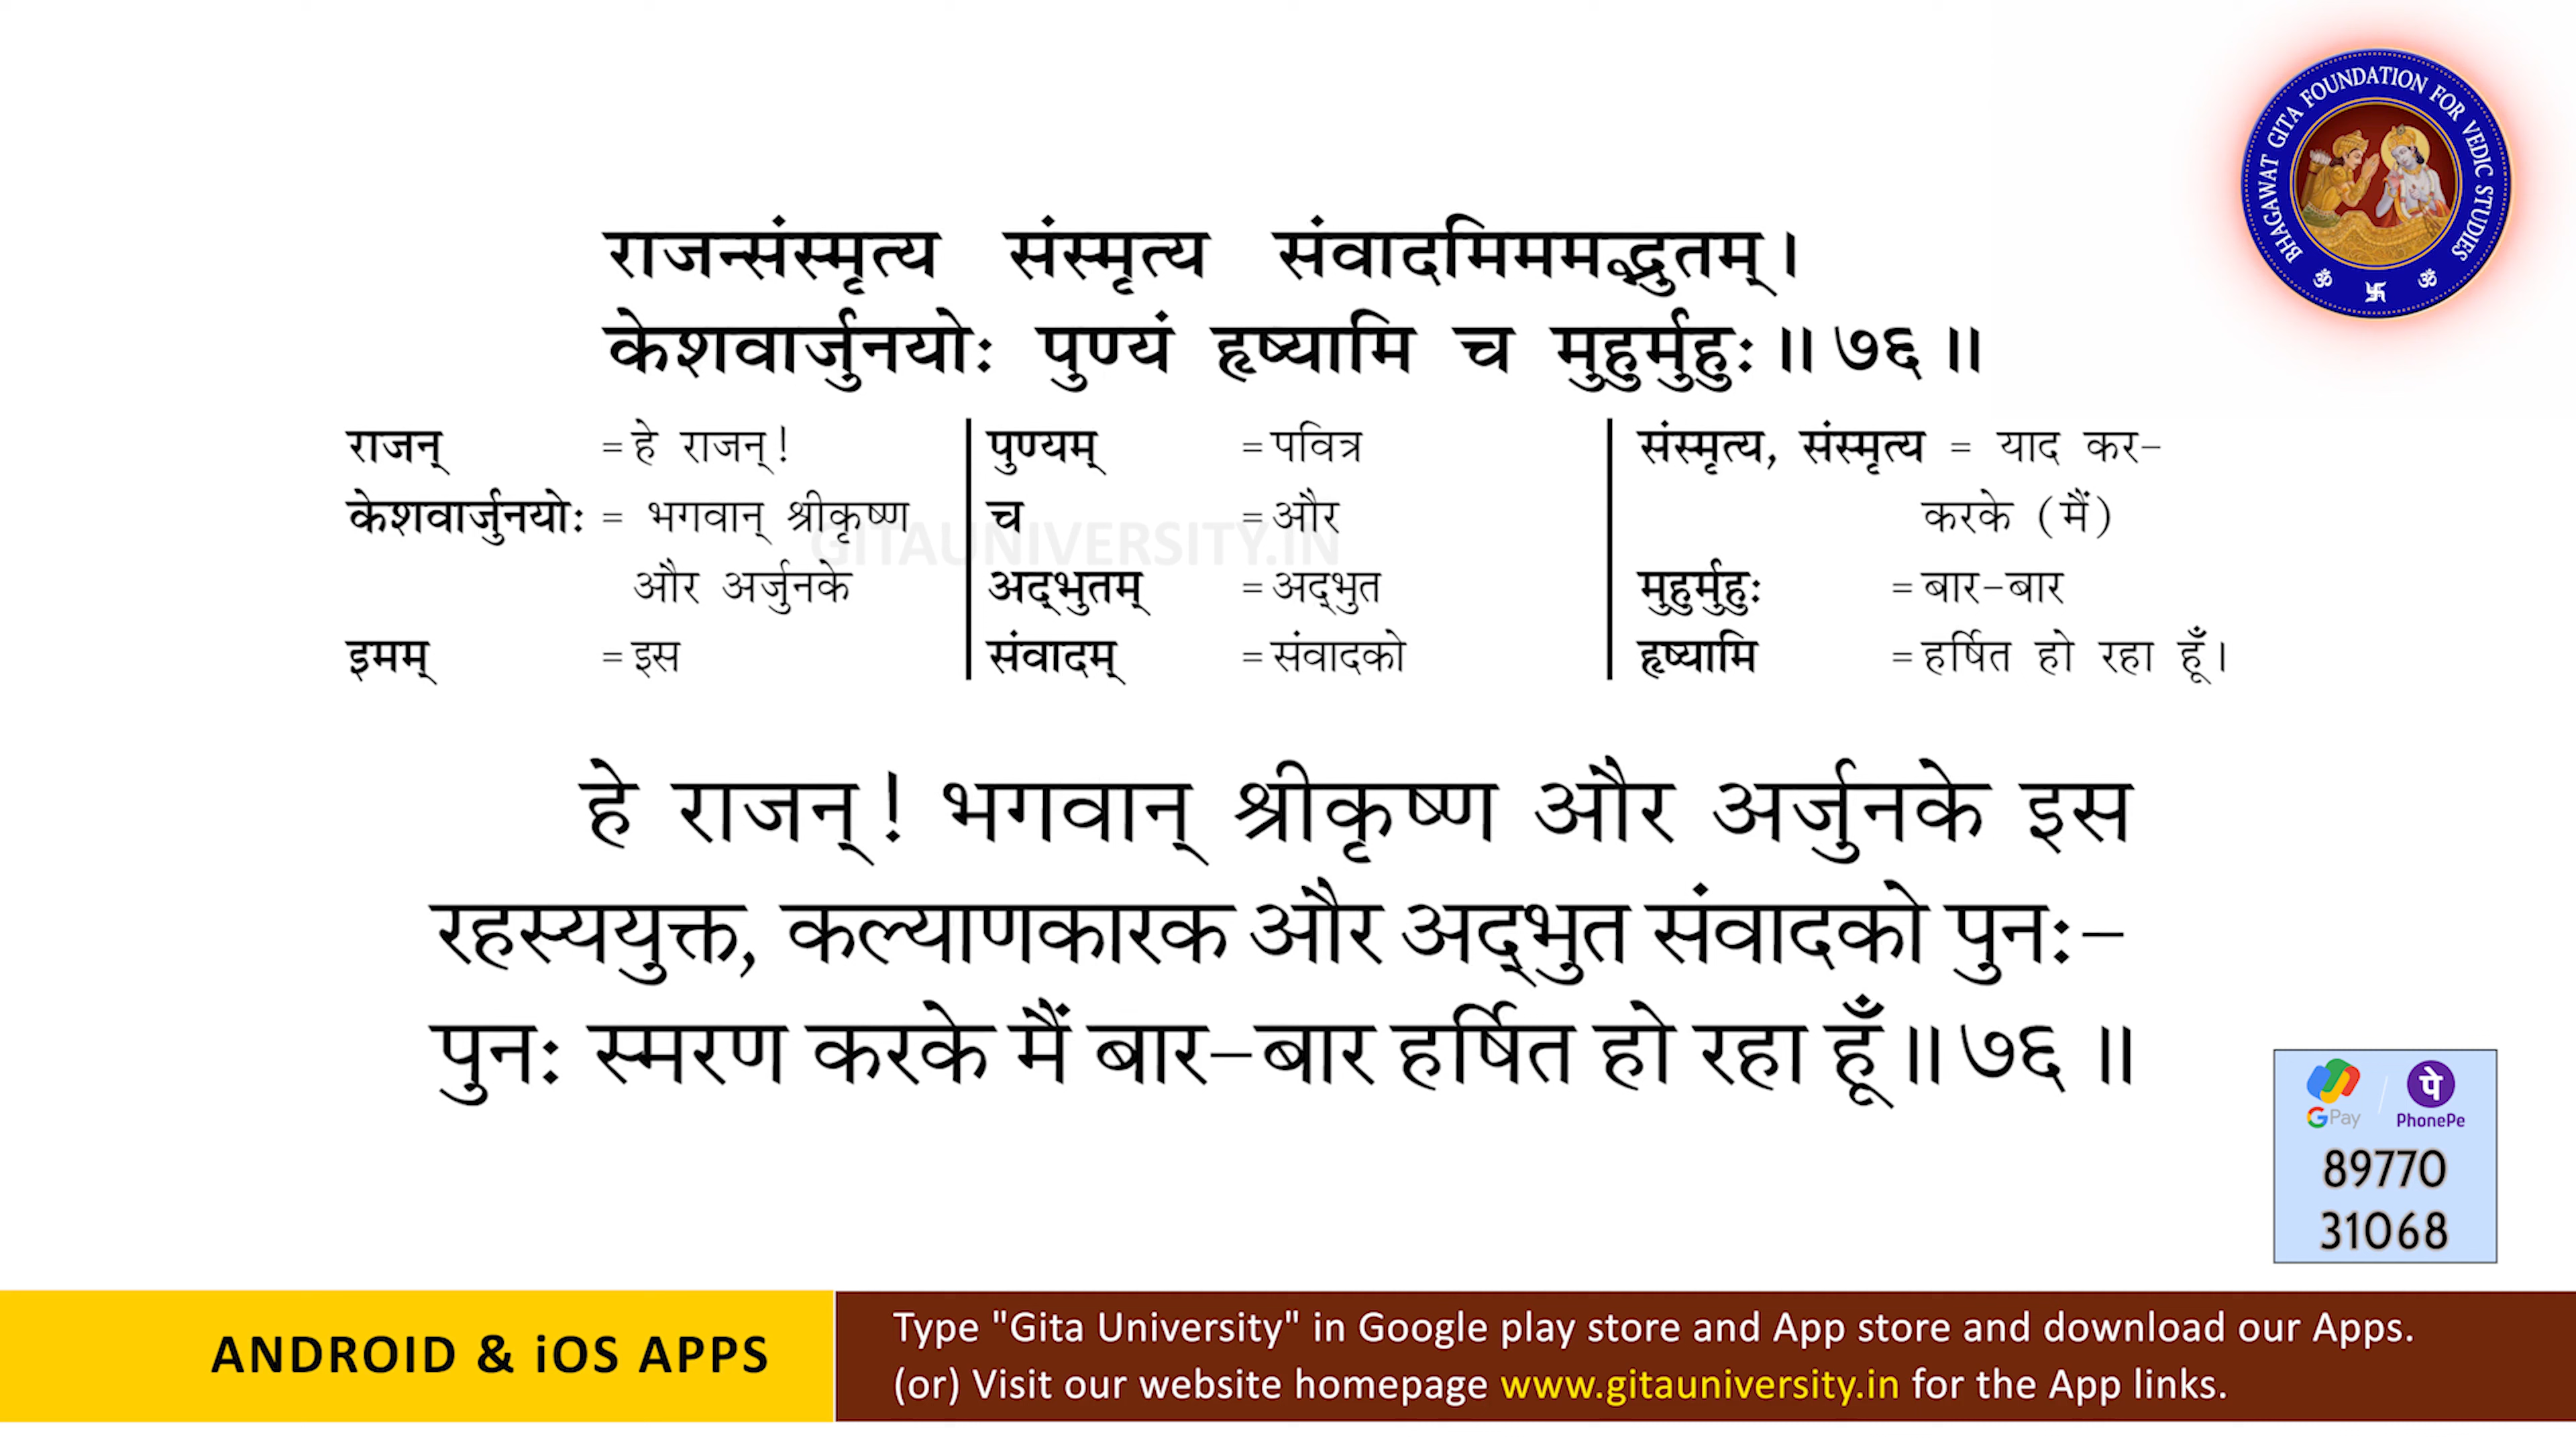 BHAGAWAT GITA FOUNDATION FOR VEDIC STUDIES
ॐ 卐 ॐ
राजन्संस्मृत्य संस्मृत्य संवादमिममद्भुतम्।
केशवार्जुनयोः पुण्यं हृष्यामि च मुहुर्मुहुः॥ ७६॥
राजन् = हे राजन्!
केशवार्जुनयोः = भगवान् श्रीकृष्ण
और अर्जुनके
इमम् = इस
पुण्यम् = पवित्र
च = और
अद्‌भुतम् = अद्‌भुत
संवादम् = संवादको
संस्मृत्य, संस्मृत्य = याद कर-
करके (मैं)
मुहुर्मुहुः = बार-बार
हृष्यामि = हर्षित हो रहा हूँ।
GITAUNIVERSITY.IN
हे राजन्! भगवान् श्रीकृष्ण और अर्जुनके इस
रहस्ययुक्त, कल्याणकारक और अद्‌भुत संवादको पुनः-
पुनः स्मरण करके मैं बार-बार हर्षित हो रहा हूँ॥ ७६॥
G Pay
पे
PhonePe
89770
31068
ANDROID & iOS APPS
Type "Gita University" in Google play store and App store and download our Apps.
(or) Visit our website homepage www.gitauniversity.in for the App links.